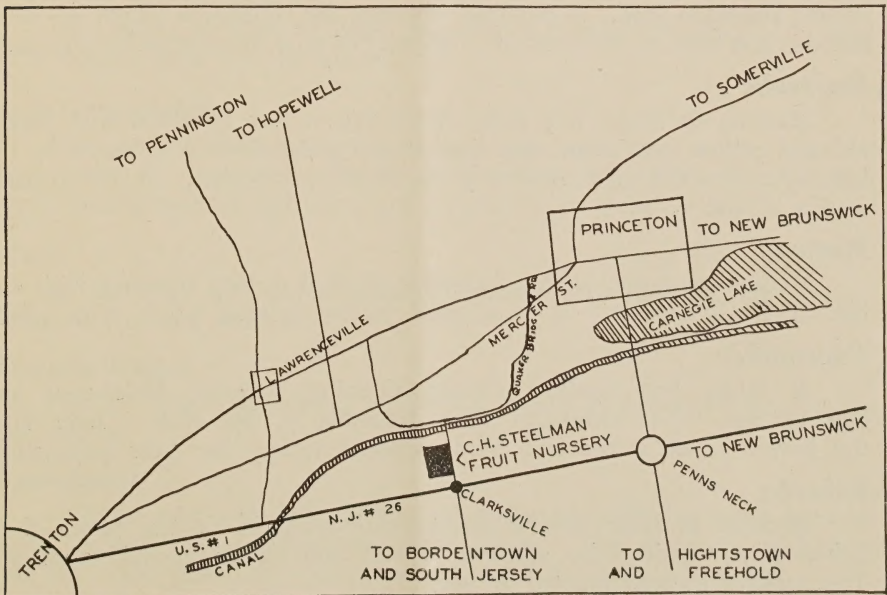 TO SOMERVILLE
TO PENNINGTON
TO HOPEWELL
PRINCETON
TO NEW BRUNSWICK
MERCER ST.
QUAKER BRIDGE RD.
CARNEGIE LAKE
LAWRENCEVILLE
C.H. STEELMAN
FRUIT NURSERY
TO NEW BRUNSWICK
PENNS NECK
CLARKSVILLE
TRENTON
U.S. # 1
N.J. # 26
CANAL
TO BORDENTOWN
AND SOUTH JERSEY
TO HIGHTSTOWN
AND FREEHOLD